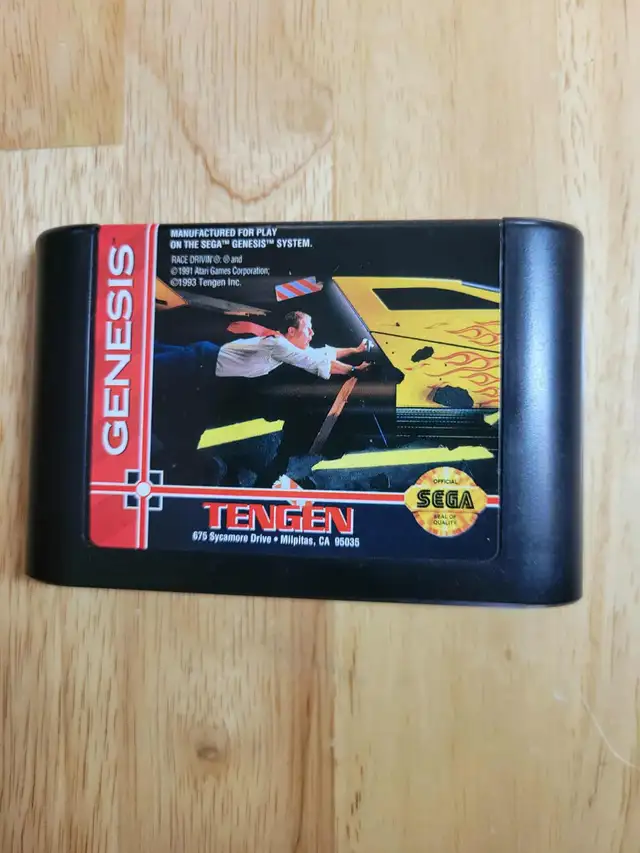 GENESIS
MANUFACTURED FOR PLAY
ON THE SEGA™ GENESIS™ SYSTEM.
RACE DRIVIN'®: ® and
©1991 Atari Games Corporation;
©1993 Tengen Inc.
TENGEN
675 Sycamore Drive • Milpitas, CA 95035
OFFICIAL
SEGA
SEAL OF
QUALITY